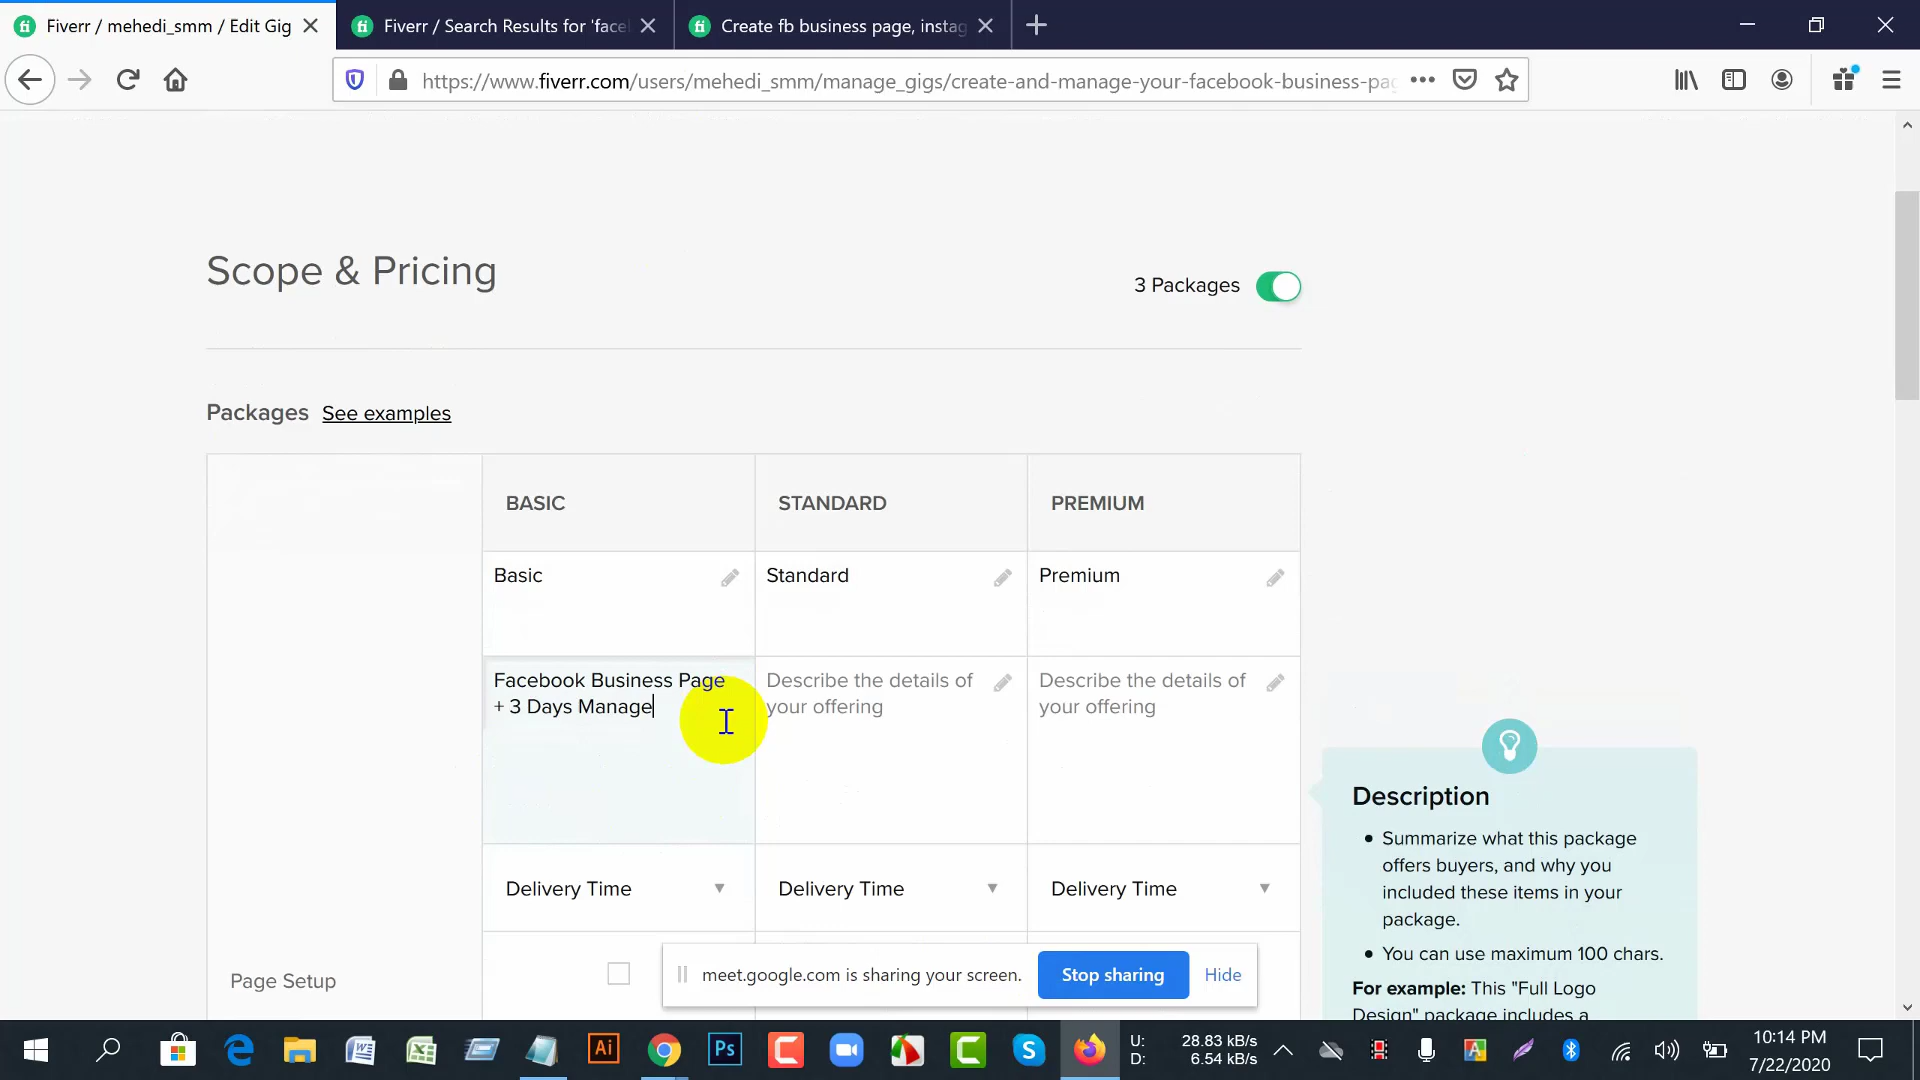 Fiverr / mehedi_smm / Edit Gig
Fiverr / Search Results for 'face
Create fb business page, instag
https://www.fiverr.com/users/mehedi_smm/manage_gigs/create-and-manage-your-facebook-business-pag
Scope & Pricing
3 Packages
Packages See examples
BASIC STANDARD PREMIUM
Basic Standard Premium
Facebook Business Page
+ 3 Days Manage
Describe the details of
your offering
Describe the details of
your offering
Delivery Time Delivery Time Delivery Time
Page Setup
Description
Summarize what this package
offers buyers, and why you
included these items in your
package.
You can use maximum 100 chars.
For example: This "Full Logo
Design" package includes a
meet.google.com is sharing your screen. Stop sharing Hide
U: 28.83 kB/s
D: 6.54 kB/s
10:14 PM
7/22/2020